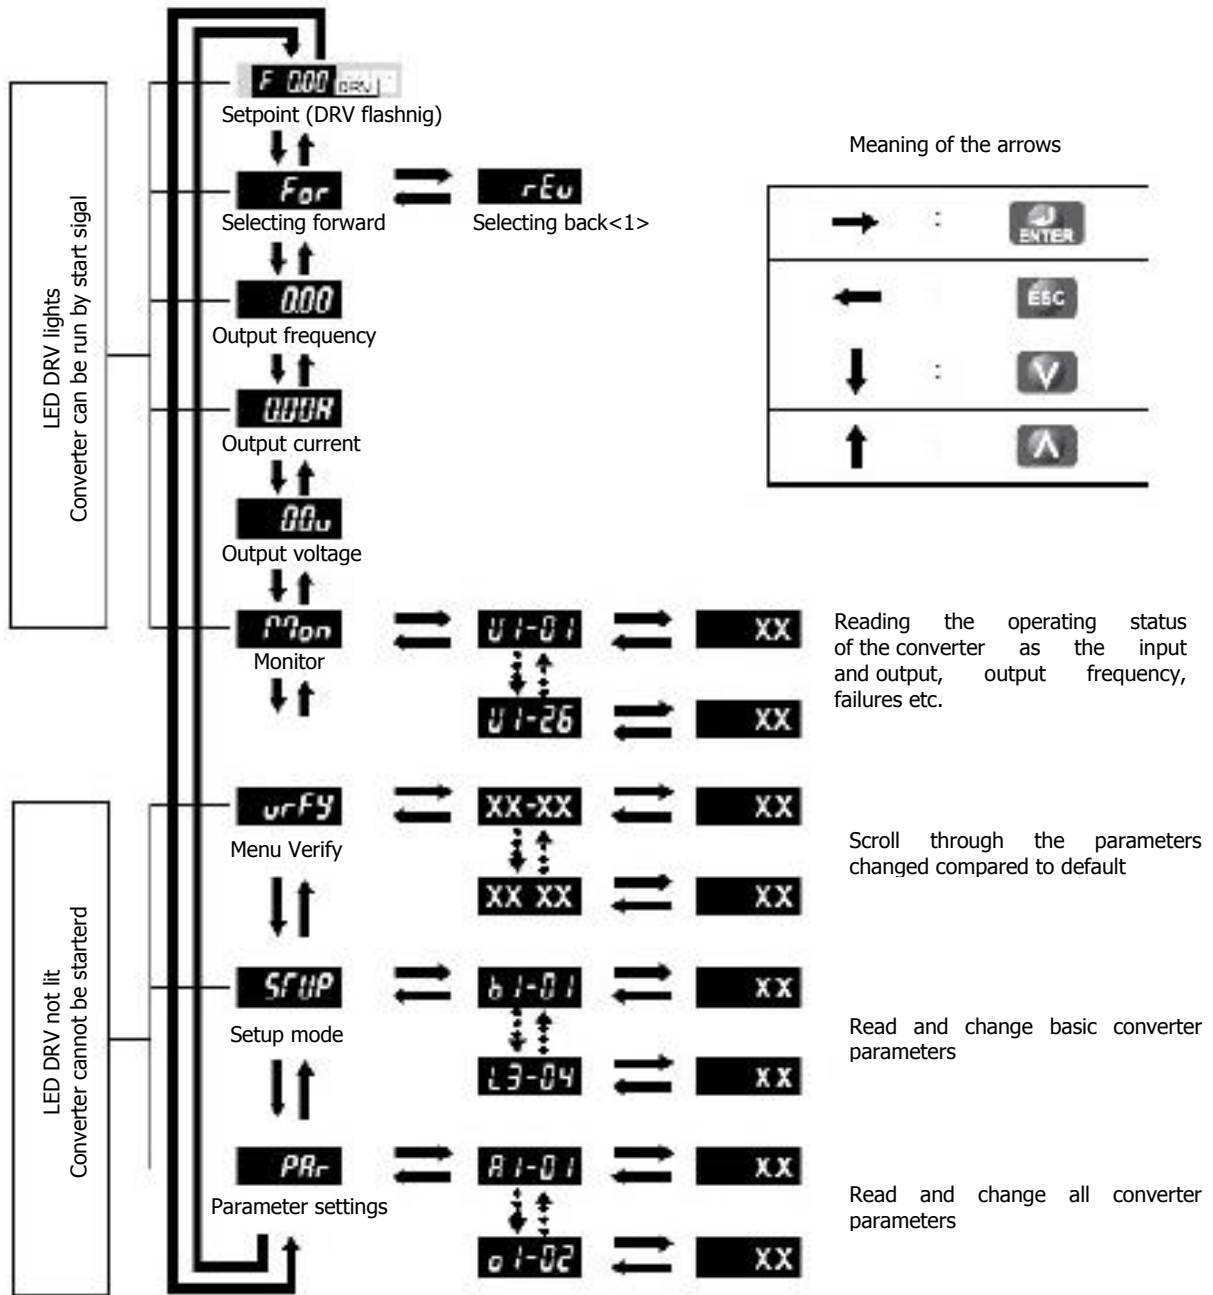 F 0.00 DRV
Setpoint (DRV flashnig)
For
rEv
Selecting forward
Selecting back<1>
0.00
Output frequency
0.00A
Output current
0.0v
Output voltage
Mon
U1-01
XX
Monitor
U1-26
XX
Reading the operating status
of the converter as the input
and output, output frequency,
failures etc.
vrFY
XX-XX
XX
Menu Verify
XX XX
XX
Scroll through the parameters
changed compared to default
STUP
b1-01
XX
Setup mode
L3-04
XX
Read and change basic converter
parameters
PAr
A1-01
XX
Parameter settings
o1-02
XX
Read and change all converter
parameters
LED DRV lights
Converter can be run by start sigal
LED DRV not lit
Converter cannot be starterd
Meaning of the arrows
: ENTER
ESC
: